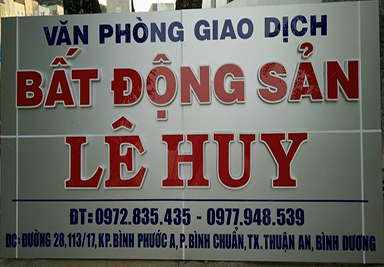 VĂN PHÒNG GIAO DỊCH
BẤT ĐỘNG SẢN
LÊ HUY
ĐT:0972.835.435 - 0977.948.539
ĐC:ĐƯỜNG 28,113/17, KP.BÌNH PHƯỚC A, P.BÌNH CHUẨN, TX.THUẬN AN, BÌNH DƯƠNG